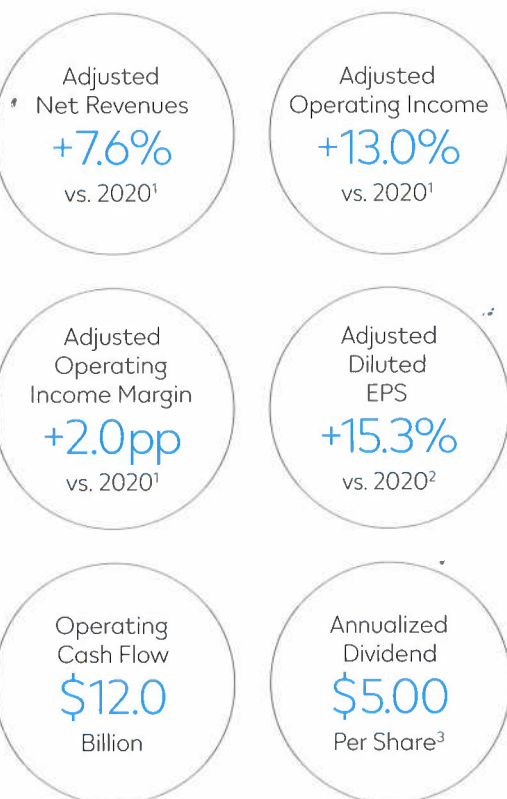 Adjusted
Net Revenues
+7.6%
vs. 2020¹
Adjusted
Operating Income
+13.0%
vs. 2020¹
Adjusted
Operating
Income Margin
+2.0pp
vs. 2020¹
Adjusted
Diluted
EPS
+15.3%
vs. 2020²
Operating
Cash Flow
$12.0
Billion
Annualized
Dividend
$5.00
Per Share³